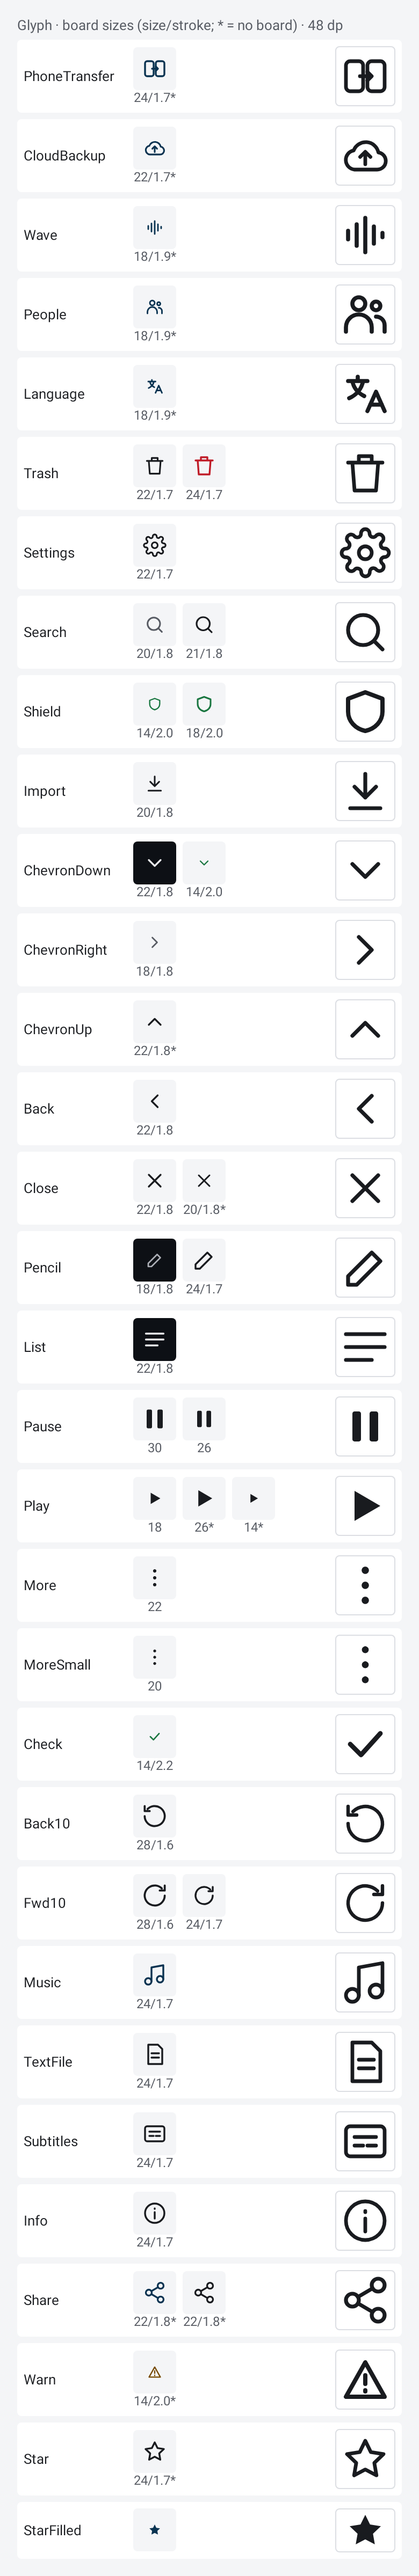 Glyph · board sizes (size/stroke; * = no board) · 48 dp
PhoneTransfer
24/1.7*
CloudBackup
22/1.7*
Wave
18/1.9*
People
18/1.9*
Language
18/1.9*
Trash
22/1.7 24/1.7
Settings
22/1.7
Search
20/1.8 21/1.8
Shield
14/2.0 18/2.0
Import
20/1.8
ChevronDown
22/1.8 14/2.0
ChevronRight
18/1.8
ChevronUp
22/1.8*
Back
22/1.8
Close
22/1.8 20/1.8*
Pencil
18/1.8 24/1.7
List
22/1.8
Pause
30 26
Play
18 26* 14*
More
22
MoreSmall
20
Check
14/2.2
Back10
28/1.6
Fwd10
28/1.6 24/1.7
Music
24/1.7
TextFile
24/1.7
Subtitles
24/1.7
Info
24/1.7
Share
22/1.8* 22/1.8*
Warn
14/2.0*
Star
24/1.7*
StarFilled